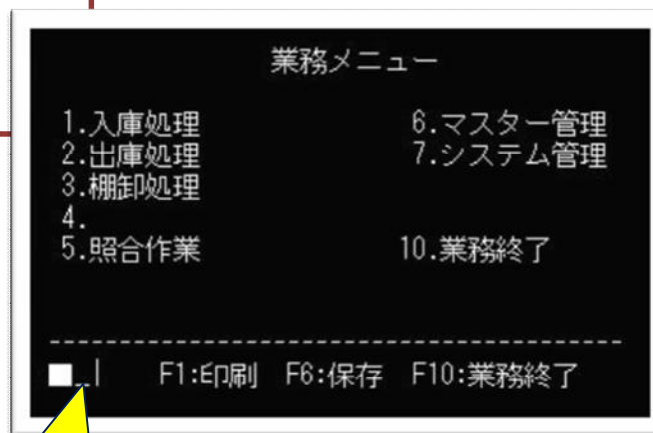 業務メニュー
1.入庫処理 6.マスター管理
2.出庫処理 7.システム管理
3.棚卸処理
4.
5.照合作業 10.業務終了
------------------------------------------
■_| F1:印刷 F6:保存 F10:業務終了